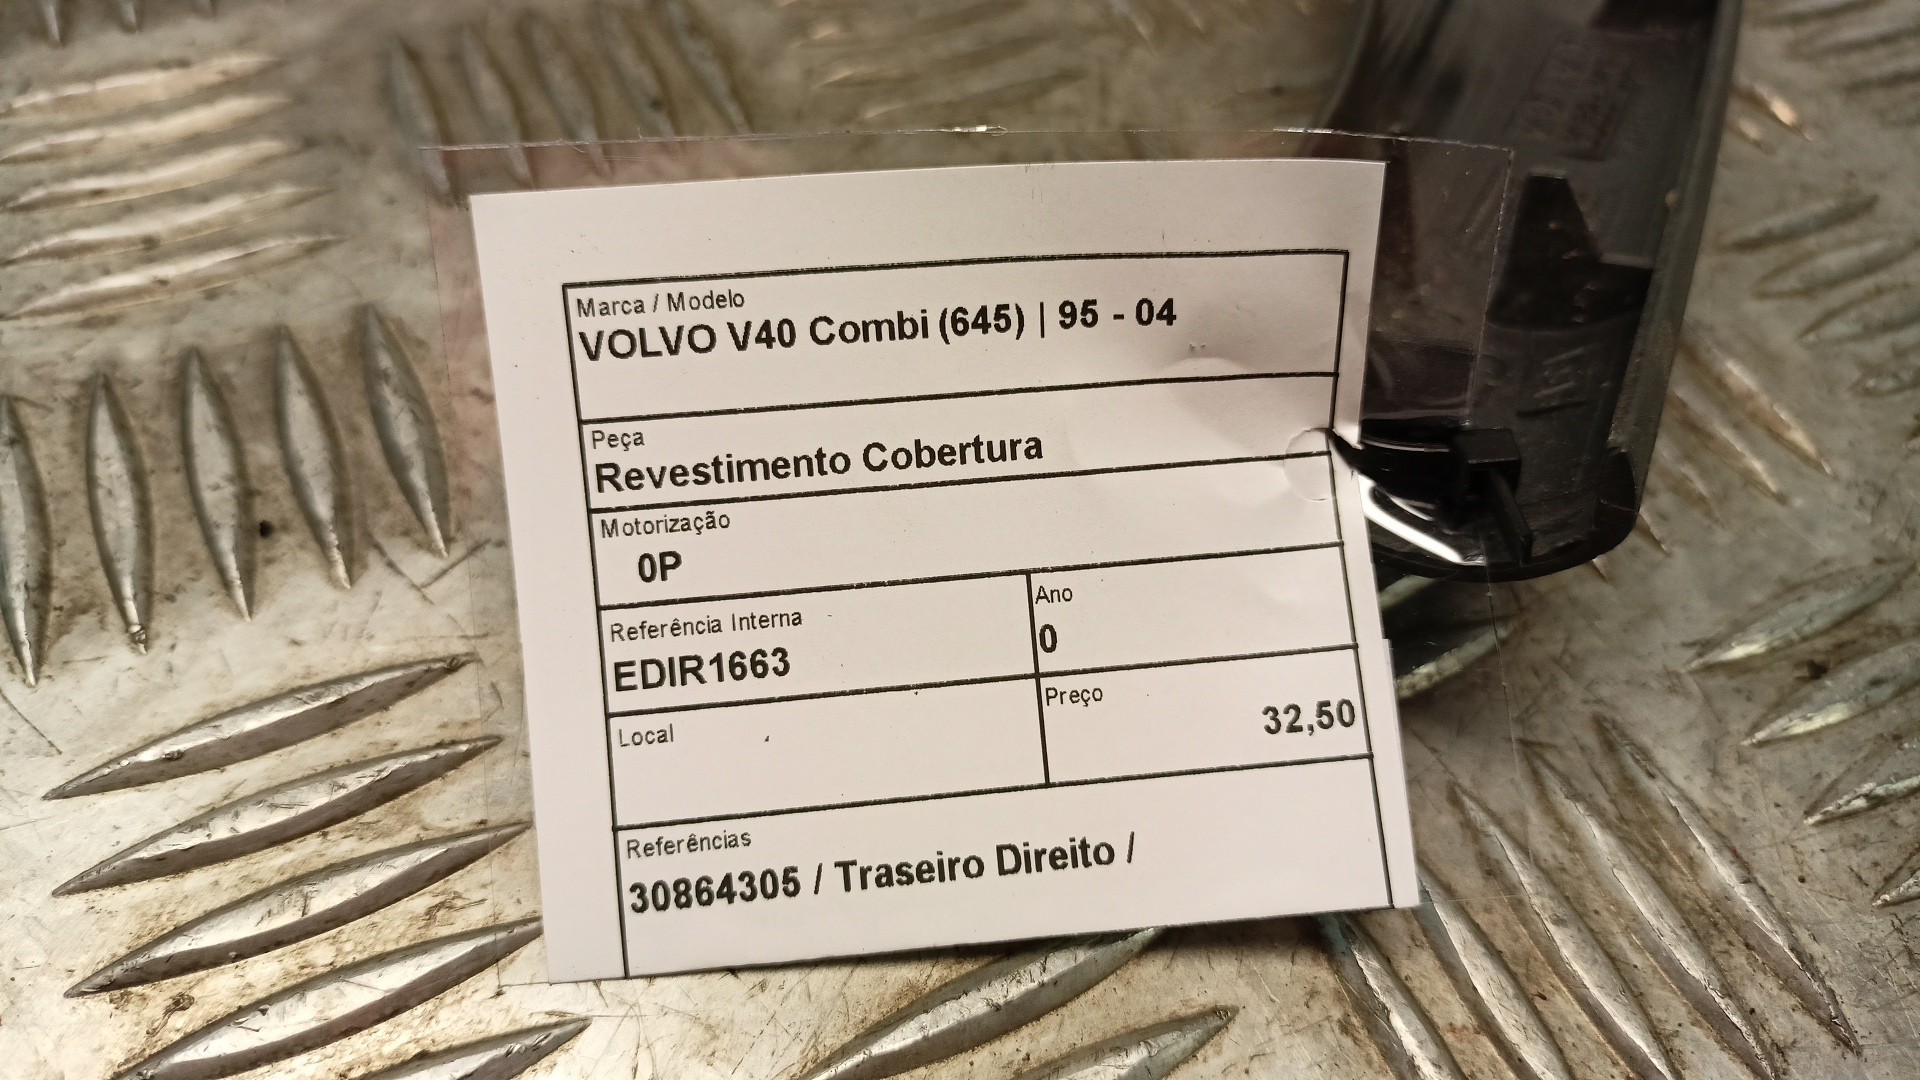 Marca / Modelo
VOLVO V40 Combi (645) | 95 - 04
Peça
Revestimento Cobertura
Motorização
0P
Referência Interna
EDIR1663
Ano
0
Local
Preço
32,50
Referências
30864305 / Traseiro Direito /